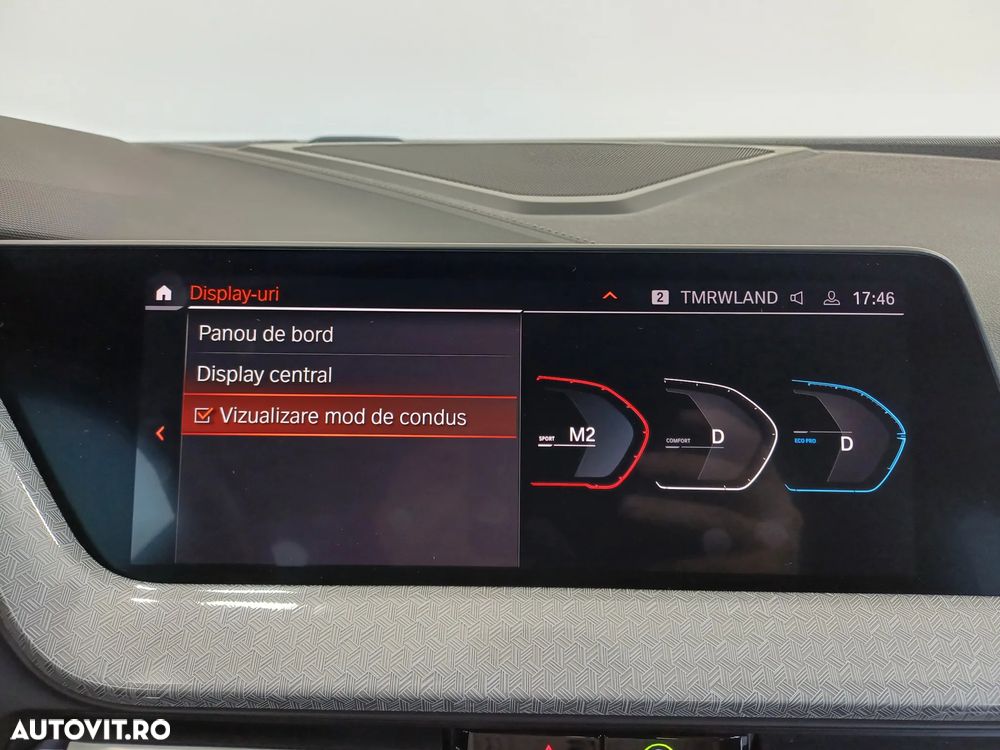 Display-uri
2 TMRWLAND 17:46
Panou de bord
Display central
Vizualizare mod de condus
SPORT M2
COMFORT D
ECO PRO D
AUTOVIT.RO